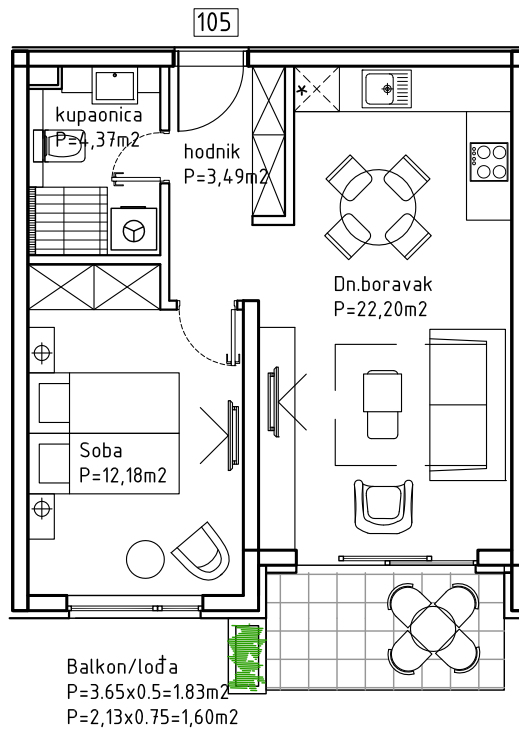 105
kupaonica
P=4,37m2
hodnik
P=3,49m2
Dn.boravak
P=22,20m2
Soba
P=12,18m2
Balkon/lođa
P=3.65x0.5=1.83m2
P=2,13x0.75=1,60m2